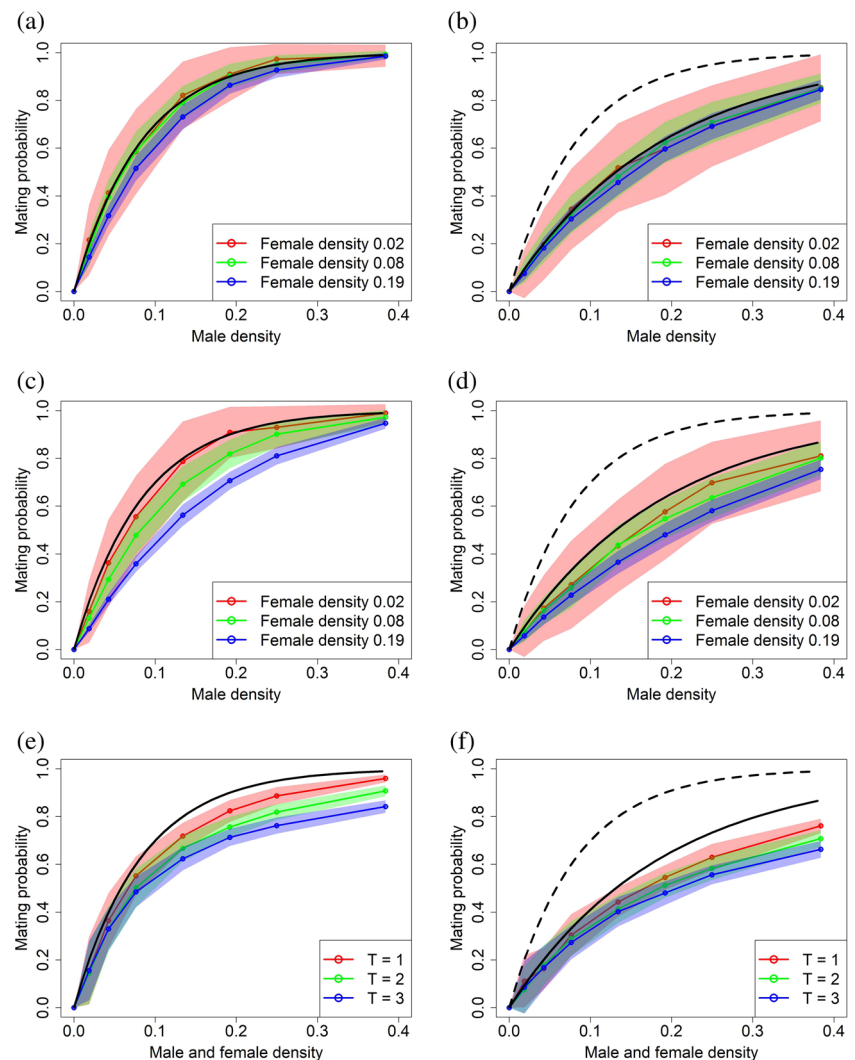 (a)
1.0
0.8
0.6
0.4
0.2
0.0
Mating probability
Female density 0.02
Female density 0.08
Female density 0.19
0.0 0.1 0.2 0.3 0.4
Male density
(b)
1.0
0.8
0.6
0.4
0.2
0.0
Mating probability
Female density 0.02
Female density 0.08
Female density 0.19
0.0 0.1 0.2 0.3 0.4
Male density
(c)
1.0
0.8
0.6
0.4
0.2
0.0
Mating probability
Female density 0.02
Female density 0.08
Female density 0.19
0.0 0.1 0.2 0.3 0.4
Male density
(d)
1.0
0.8
0.6
0.4
0.2
0.0
Mating probability
Female density 0.02
Female density 0.08
Female density 0.19
0.0 0.1 0.2 0.3 0.4
Male density
(e)
1.0
0.8
0.6
0.4
0.2
0.0
Mating probability
T = 1
T = 2
T = 3
0.0 0.1 0.2 0.3 0.4
Male and female density
(f)
1.0
0.8
0.6
0.4
0.2
0.0
Mating probability
T = 1
T = 2
T = 3
0.0 0.1 0.2 0.3 0.4
Male and female density